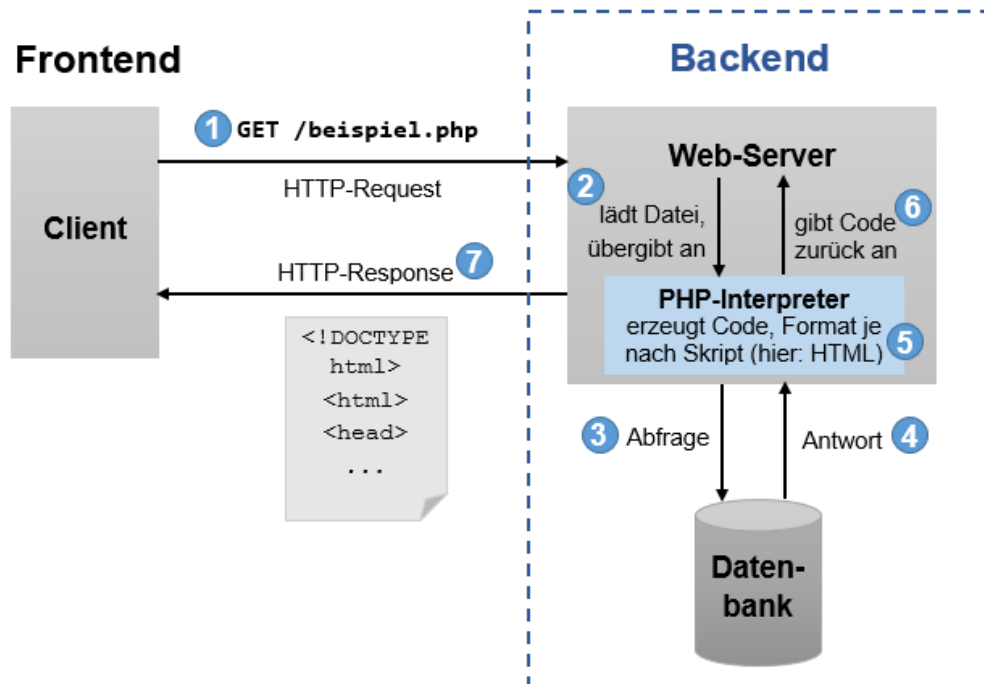 Frontend
Backend
1 GET /beispiel.php
HTTP-Request
Client
HTTP-Response 7
<!DOCTYPE
html>
<html>
<head>
...
Web-Server
2
lädt Datei,
übergibt an
6
gibt Code
zurück an
PHP-Interpreter
erzeugt Code, Format je
nach Skript (hier: HTML) 5
3 Abfrage
Antwort 4
Daten-
bank